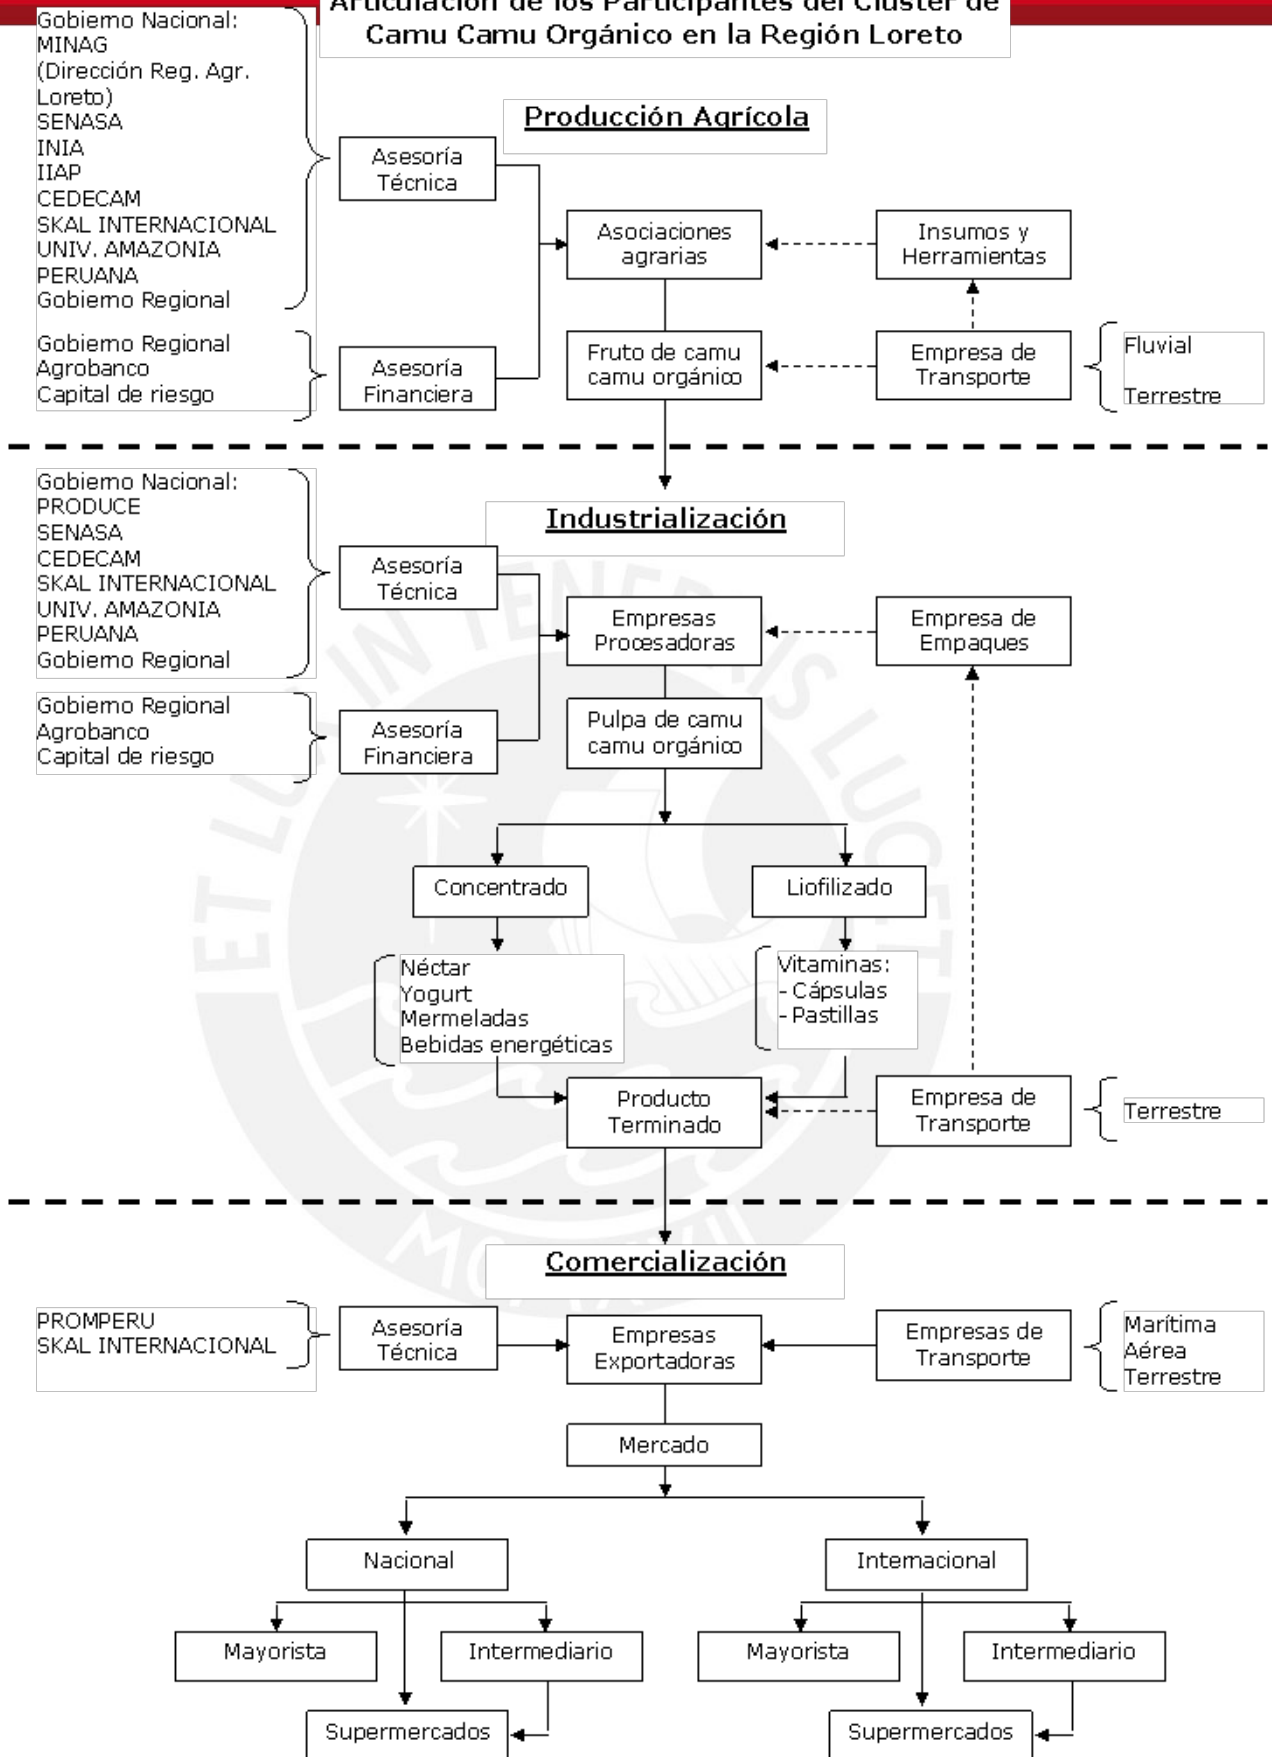 Articulación de los Participantes del Cluster de
Camu Camu Orgánico en la Región Loreto
Gobierno Nacional:
MINAG
(Dirección Reg. Agr.
Loreto)
SENASA
INIA
IIAP
CEDECAM
SKAL INTERNACIONAL
UNIV. AMAZONIA
PERUANA
Gobierno Regional
Producción Agrícola
Asesoría
Técnica
Asociaciones
agrarias
Insumos y
Herramientas
Gobierno Regional
Agrobanco
Capital de riesgo
Asesoría
Financiera
Fruto de camu
camu orgánico
Empresa de
Transporte
Fluvial
Terrestre
Industrialización
Gobierno Nacional:
PRODUCE
SENASA
CEDECAM
SKAL INTERNACIONAL
UNIV. AMAZONIA
PERUANA
Gobierno Regional
Asesoría
Técnica
Empresas
Procesadoras
Empresa de
Empaques
Gobierno Regional
Agrobanco
Capital de riesgo
Asesoría
Financiera
Pulpa de camu
camu orgánico
Concentrado
Liofilizado
Néctar
Yogurt
Mermeladas
Bebidas energéticas
Vitaminas:
- Cápsulas
- Pastillas
Producto
Terminado
Empresa de
Transporte
Terrestre
Comercialización
PROMPERU
SKAL INTERNACIONAL
Asesoría
Técnica
Empresas
Exportadoras
Empresas de
Transporte
Marítima
Aérea
Terrestre
Mercado
Nacional
Internacional
Mayorista
Intermediario
Mayorista
Intermediario
Supermercados
Supermercados
ET LUX IN TENEBRIS LUCET